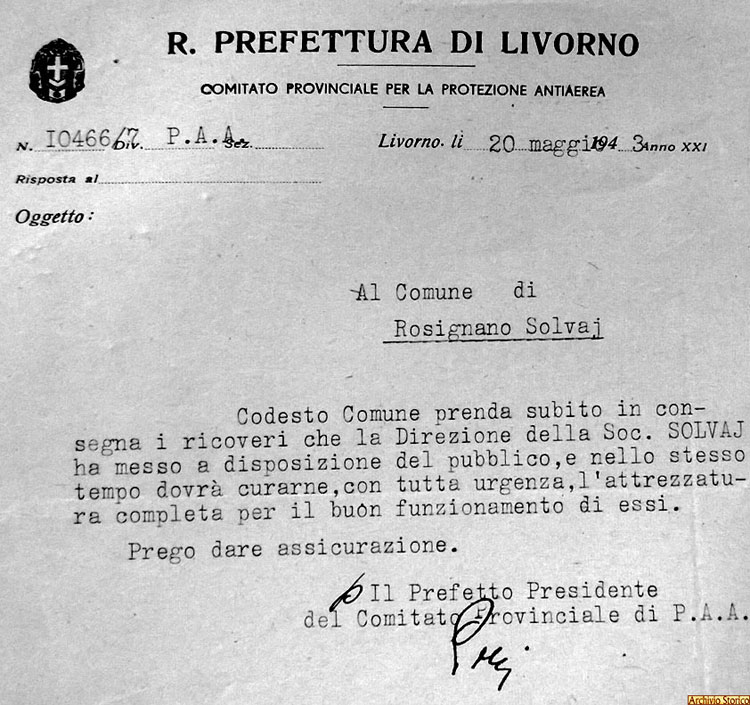 R. PREFETTURA DI LIVORNO
COMITATO PROVINCIALE PER LA PROTEZIONE ANTIAEREA
N. I0466/7 Div. P.A.A. Sez. Livorno. li 20 maggio 1943 Anno XXI
Risposta al
Oggetto:
Al Comune di
Rosignano Solvaj
Codesto Comune prenda subito in con-
segna i ricoveri che la Direzione della Soc. SOLVAJ
ha messo a disposizione del pubblico,e nello stesso
tempo dovrà curarne,con tutta urgenza,l'attrezzatu-
ra completa per il buon funzionamento di essi.
Prego dare assicurazione.
p Il Prefetto Presidente
del Comitato Provinciale di P.A.A.
Archivio Storico